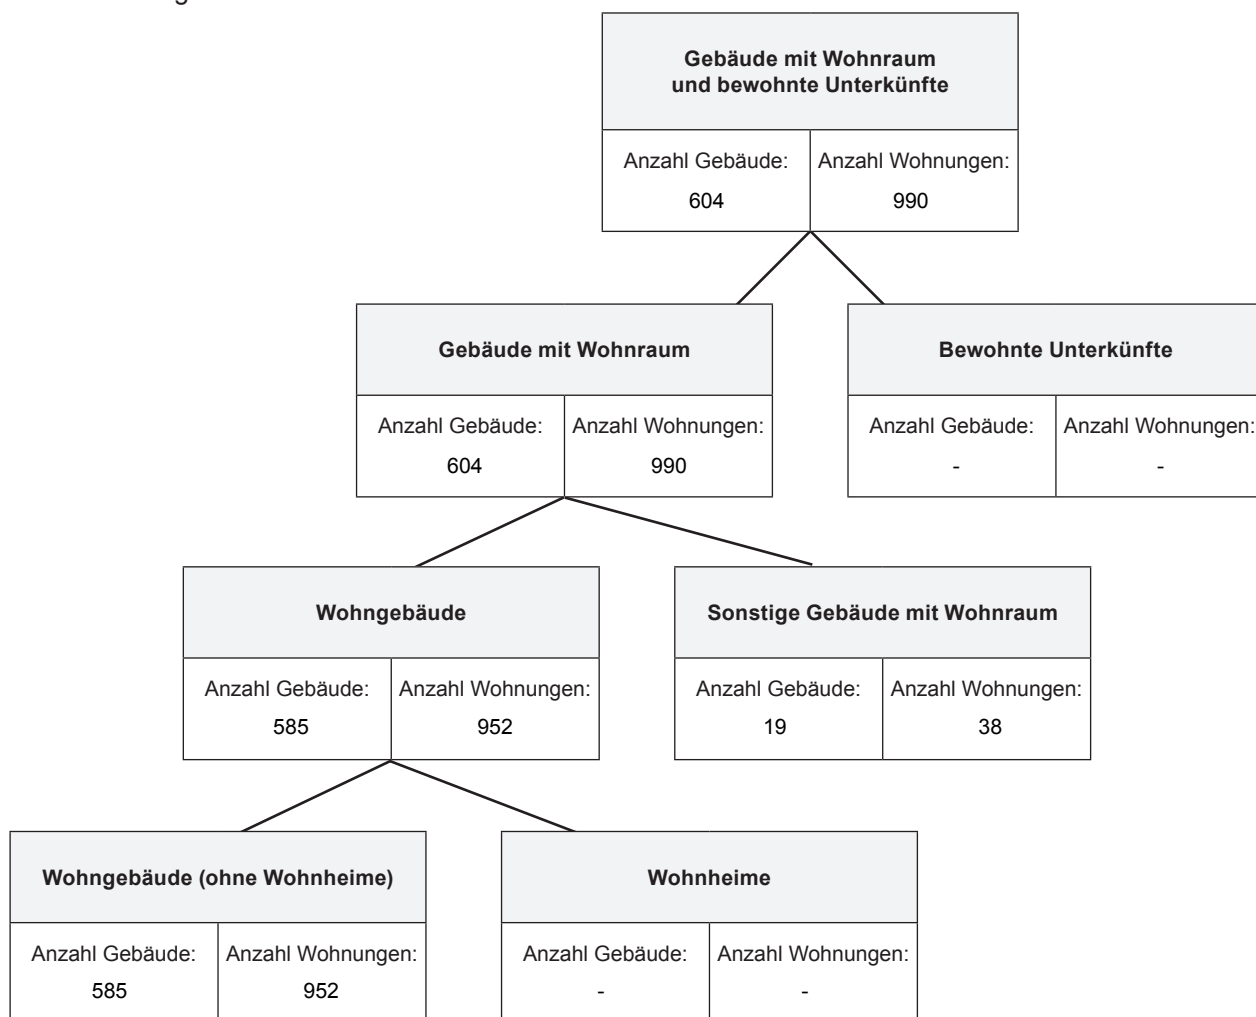 Gebäude mit Wohnraum
und bewohnte Unterkünfte
Anzahl Gebäude: Anzahl Wohnungen:
604 990
Gebäude mit Wohnraum
Anzahl Gebäude: Anzahl Wohnungen:
604 990
Bewohnte Unterkünfte
Anzahl Gebäude: Anzahl Wohnungen:
- -
Wohngebäude
Anzahl Gebäude: Anzahl Wohnungen:
585 952
Sonstige Gebäude mit Wohnraum
Anzahl Gebäude: Anzahl Wohnungen:
19 38
Wohngebäude (ohne Wohnheime)
Anzahl Gebäude: Anzahl Wohnungen:
585 952
Wohnheime
Anzahl Gebäude: Anzahl Wohnungen:
- -